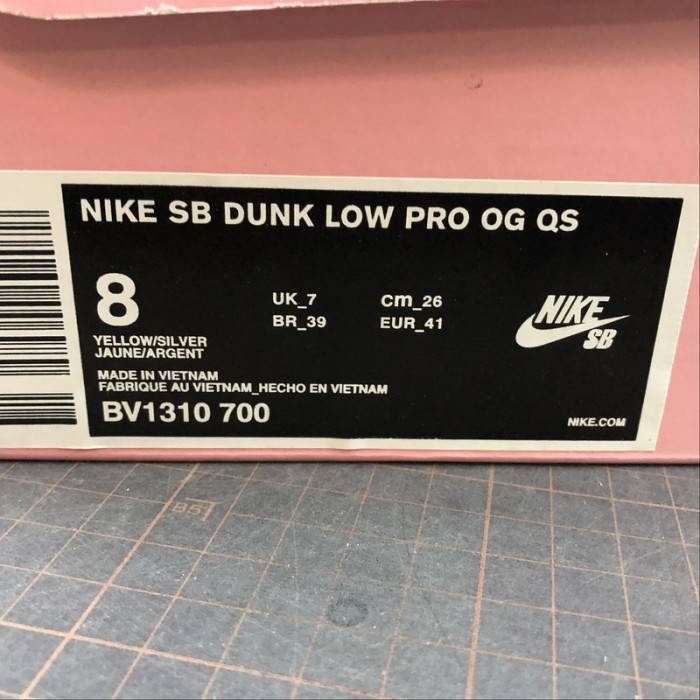 NIKE SB DUNK LOW PRO OG QS
8
UK_7 cm_26
BR_39 EUR_41
NIKE
SB
YELLOW/SILVER
JAUNE/ARGENT
MADE IN VIETNAM
FABRIQUE AU VIETNAM_HECHO EN VIETNAM
BV1310 700
NIKE.COM
85